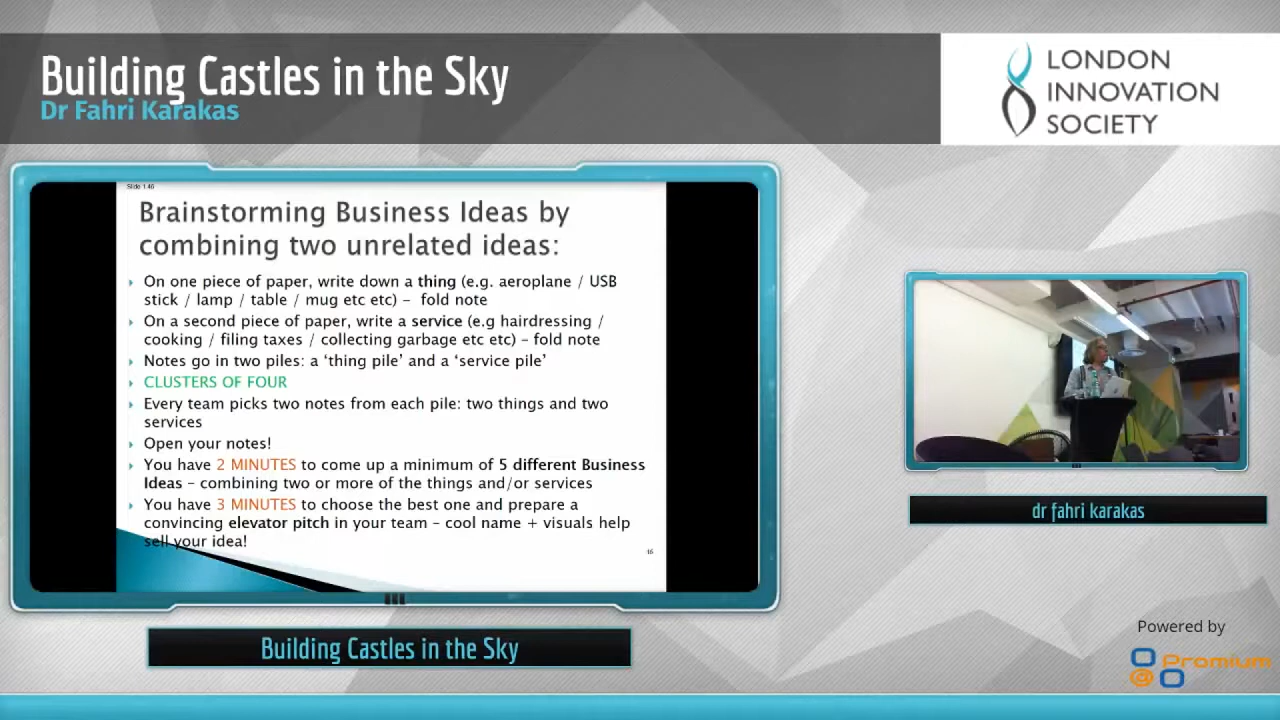 Building Castles in the Sky
Dr Fahri Karakas
LONDON
INNOVATION
SOCIETY
Slide 1.40
Brainstorming Business Ideas by
combining two unrelated ideas:
On one piece of paper, write down a thing (e.g. aeroplane / USB
stick / lamp / table / mug etc etc) – fold note
On a second piece of paper, write a service (e.g hairdressing /
cooking / filing taxes / collecting garbage etc etc) – fold note
Notes go in two piles: a ‘thing pile’ and a ‘service pile’
CLUSTERS OF FOUR
Every team picks two notes from each pile: two things and two
services
Open your notes!
You have 2 MINUTES to come up a minimum of 5 different Business
Ideas – combining two or more of the things and/or services
You have 3 MINUTES to choose the best one and prepare a
convincing elevator pitch in your team – cool name + visuals help
sell your idea!
16
dr fahri karakas
Building Castles in the Sky
Powered by
Promium